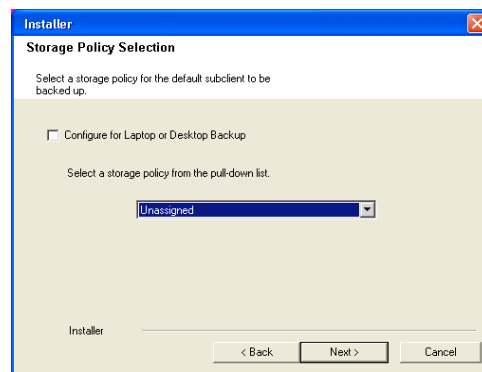 Installer
Storage Policy Selection
Select a storage policy for the default subclient to be
backed up.
Configure for Laptop or Desktop Backup
Select a storage policy from the pull-down list.
Unassigned
Installer
< Back Next > Cancel